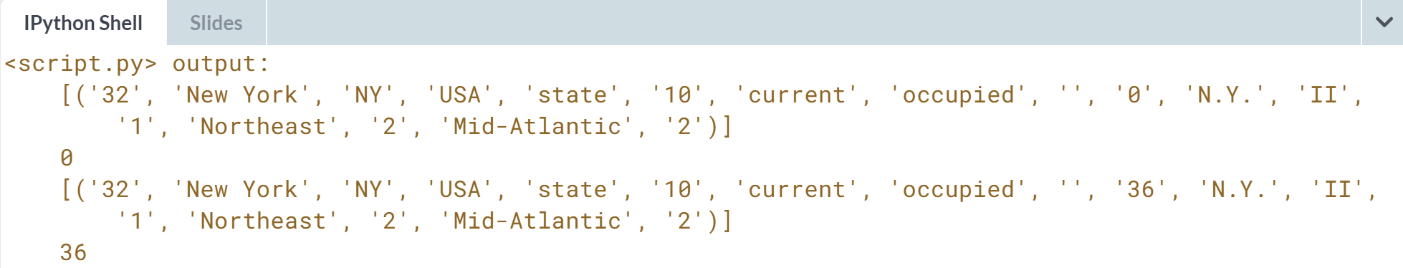 IPython Shell
Slides
<script.py> output:
[('32', 'New York', 'NY', 'USA', 'state', '10', 'current', 'occupied', '', '0', 'N.Y.', 'II',
'1', 'Northeast', '2', 'Mid-Atlantic', '2')]
0
[('32', 'New York', 'NY', 'USA', 'state', '10', 'current', 'occupied', '', '36', 'N.Y.', 'II',
'1', 'Northeast', '2', 'Mid-Atlantic', '2')]
36